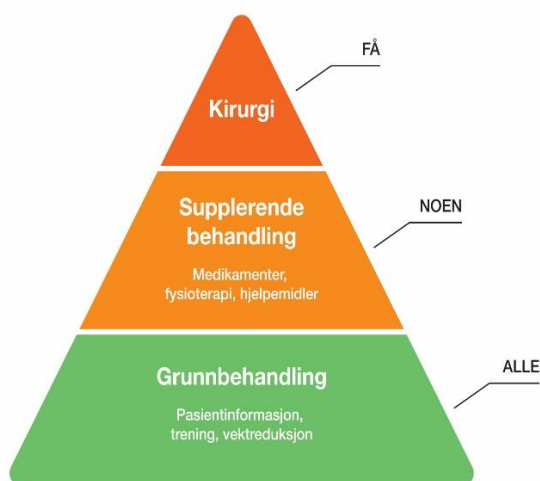 FÅ
Kirurgi
Supplerende
behandling
NOEN
Medikamenter,
fysioterapi, hjelpemidler
ALLE
Grunnbehandling
Pasientinformasjon,
trening, vektreduksjon